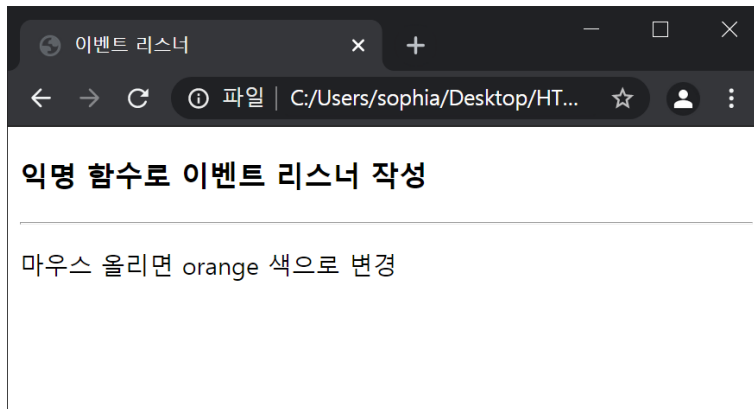 이벤트 리스너
파일 | C:/Users/sophia/Desktop/HT...
익명 함수로 이벤트 리스너 작성
마우스 올리면 orange 색으로 변경